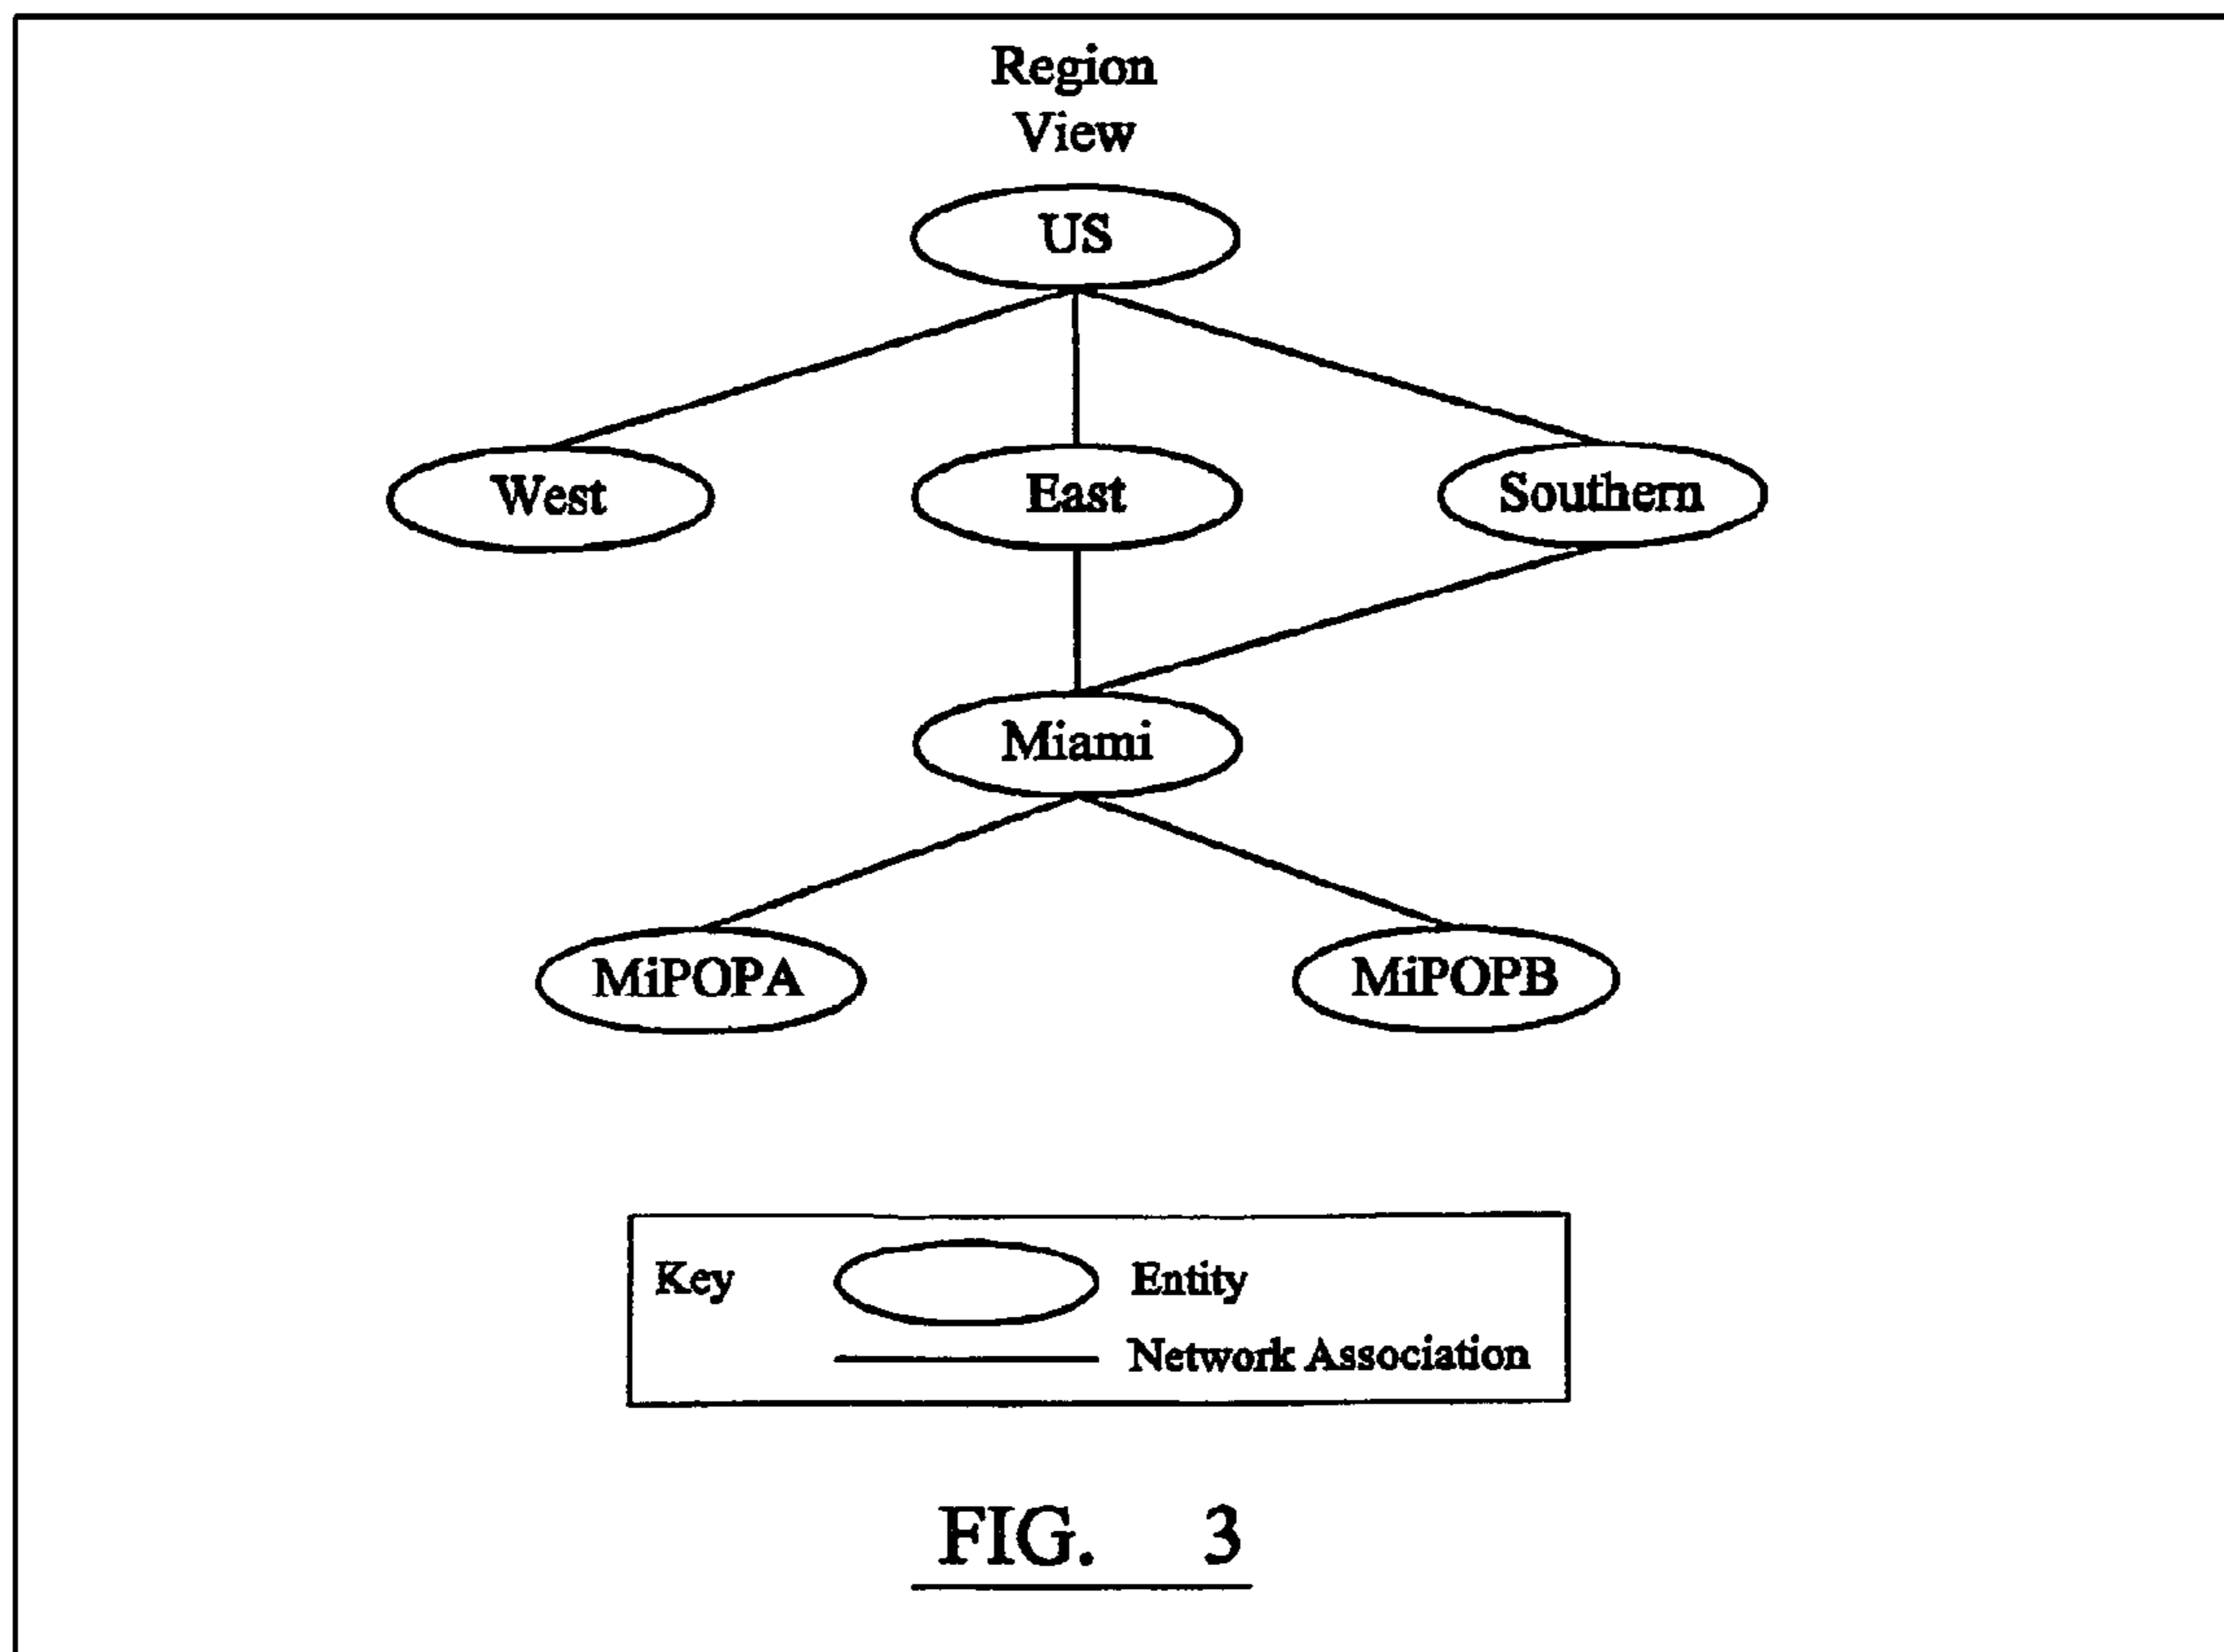 Region
View
US
West
East
Southern
Miami
MiPOPA
MiPOPB
Key
Entity
Network Association
FIG. 3